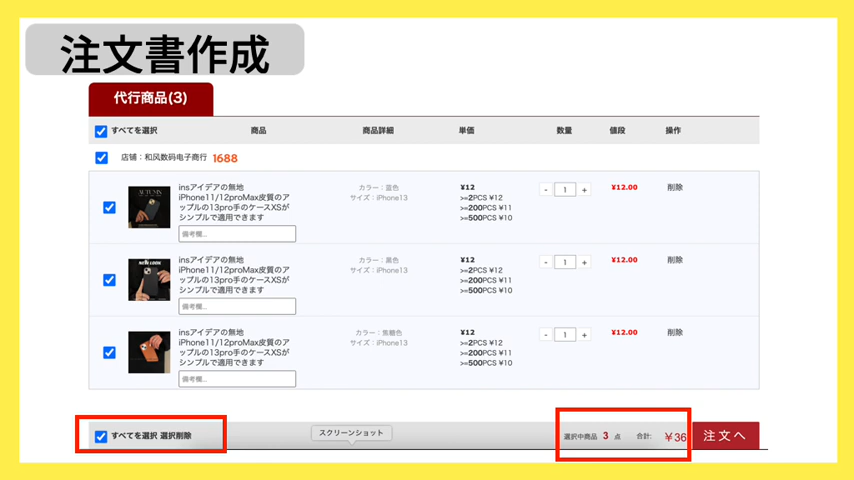 注文書作成
代行商品(3)
すべてを選択 商品 商品詳細 単価 数量 値段 操作
店铺：和风数码电子商行 1688
insアイデアの無地
iPhone11/12proMax皮質のア
ップルの13pro手のケースXSが
シンプルで適用できます
備考欄...
カラー：蓝色
サイズ：iPhone13
¥12
>=2PCS ¥12
>=200PCS ¥11
>=500PCS ¥10
- 1 +
¥12.00
削除
NEW LOOK
insアイデアの無地
iPhone11/12proMax皮質のア
ップルの13pro手のケースXSが
シンプルで適用できます
備考欄...
カラー：黒色
サイズ：iPhone13
¥12
>=2PCS ¥12
>=200PCS ¥11
>=500PCS ¥10
- 1 +
¥12.00
削除
insアイデアの無地
iPhone11/12proMax皮質のア
ップルの13pro手のケースXSが
シンプルで適用できます
備考欄...
カラー：焦糖色
サイズ：iPhone13
¥12
>=2PCS ¥12
>=200PCS ¥11
>=500PCS ¥10
- 1 +
¥12.00
削除
すべてを選択 選択削除
スクリーンショット
選択中商品 3 点 合計: ￥36
注文へ